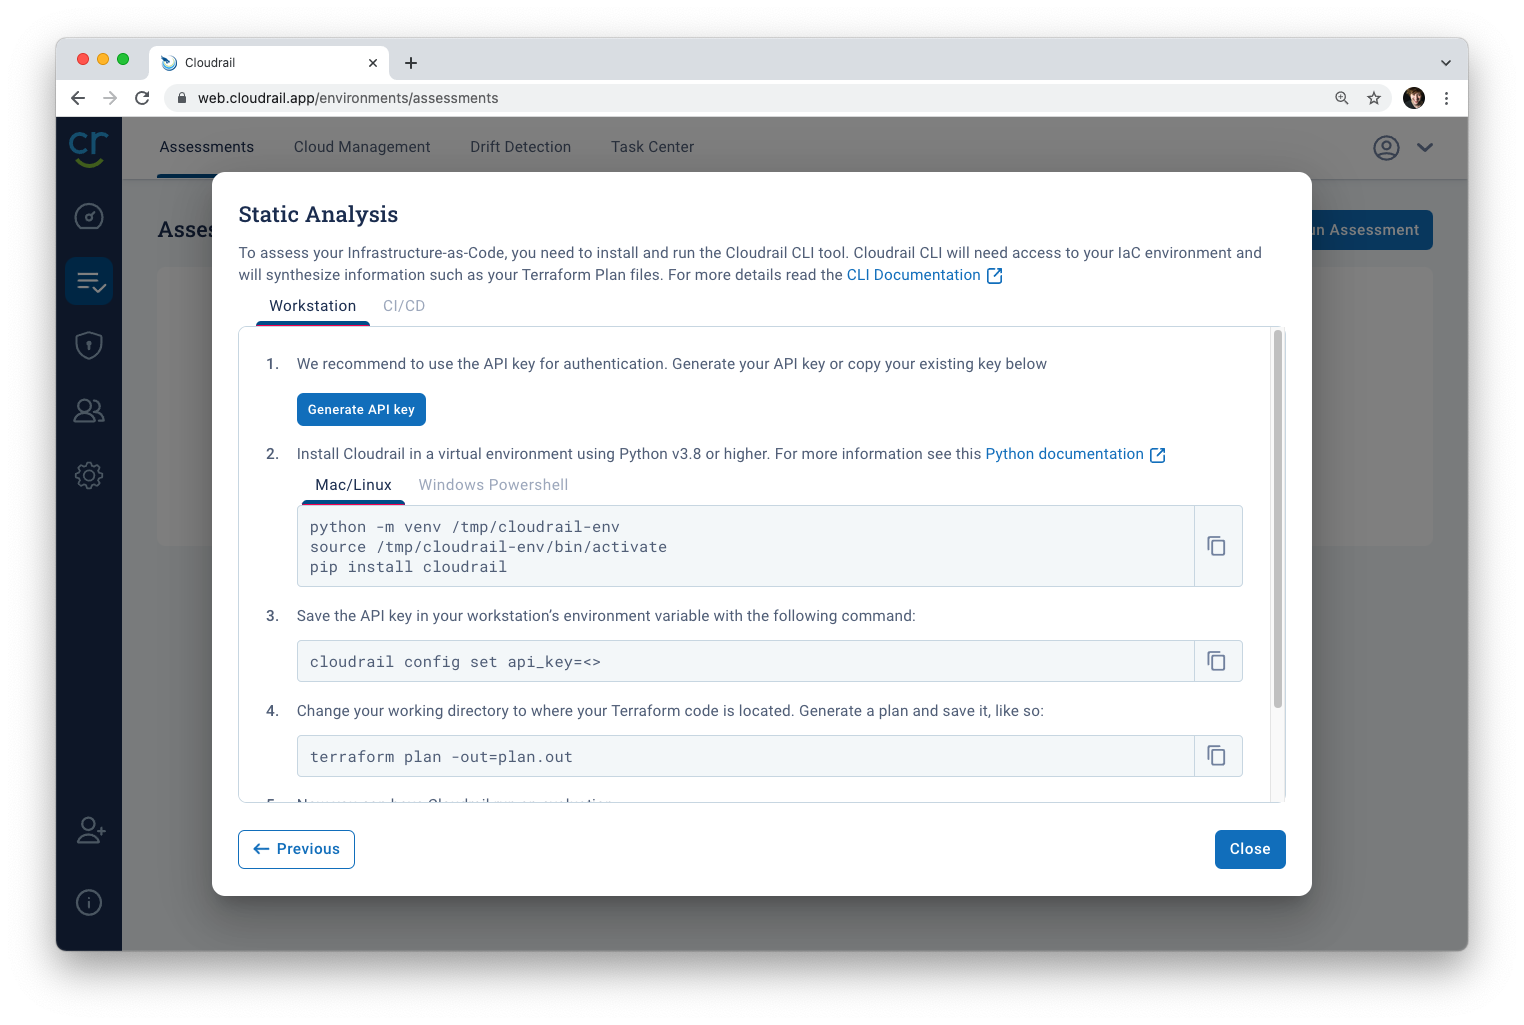 Cloudrail
web.cloudrail.app/environments/assessments
cr
Assessments Cloud Management Drift Detection Task Center
Static Analysis
To assess your Infrastructure-as-Code, you need to install and run the Cloudrail CLI tool. Cloudrail CLI will need access to your IaC environment and
will synthesize information such as your Terraform Plan files. For more details read the CLI Documentation
Workstation CI/CD
1. We recommend to use the API key for authentication. Generate your API key or copy your existing key below
Generate API key
2. Install Cloudrail in a virtual environment using Python v3.8 or higher. For more information see this Python documentation
Mac/Linux Windows Powershell
python -m venv /tmp/cloudrail-env
source /tmp/cloudrail-env/bin/activate
pip install cloudrail
3. Save the API key in your workstation’s environment variable with the following command:
cloudrail config set api_key=<>
4. Change your working directory to where your Terraform code is located. Generate a plan and save it, like so:
terraform plan -out=plan.out
Previous
Close
Asses
un Assessment